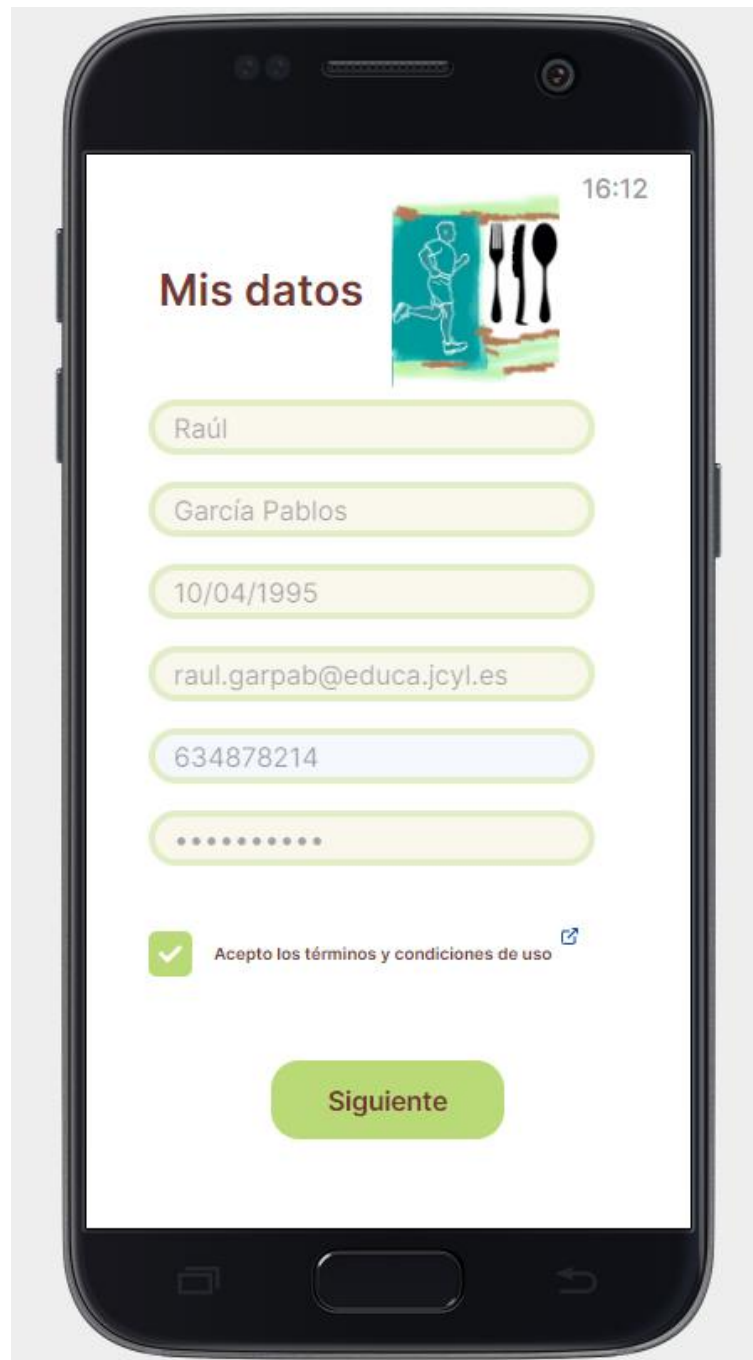 16:12
Mis datos
Raúl
García Pablos
10/04/1995
raul.garpab@educa.jcyl.es
634878214
••••••••••
Acepto los términos y condiciones de uso
Siguiente